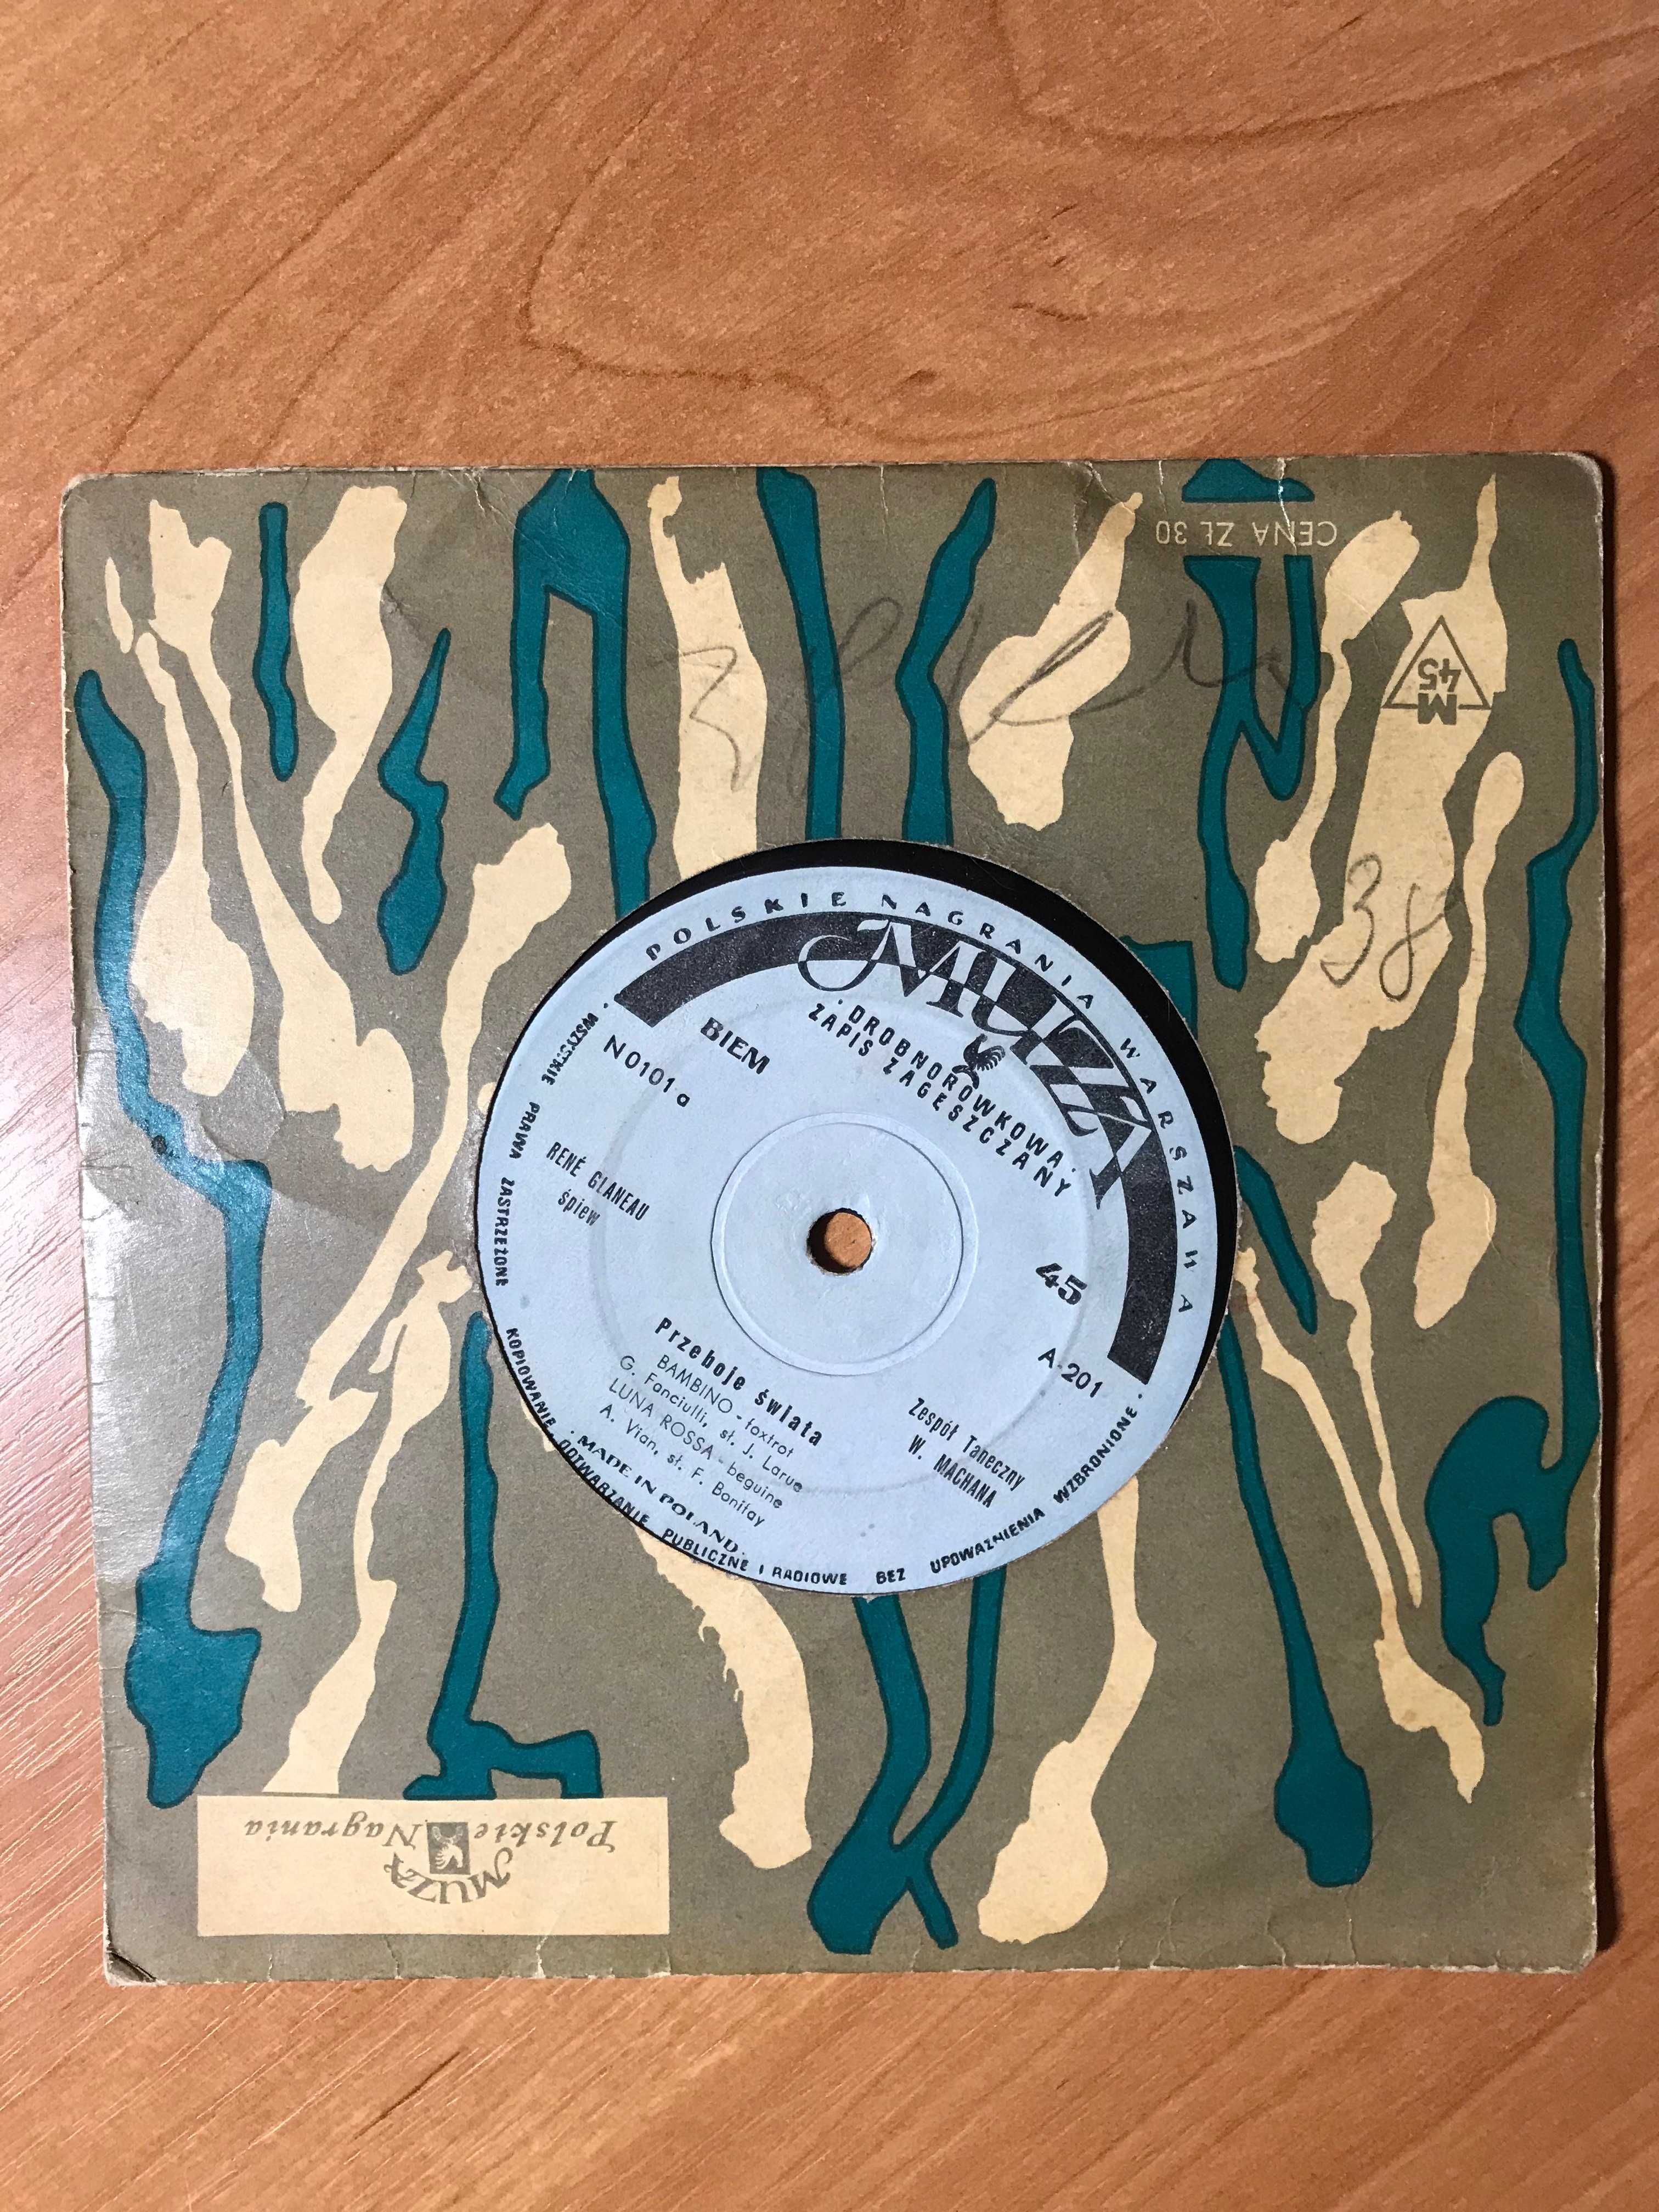 CENA ZŁ 30
M
45
38
POLSKIE NAGRANIA WARSZAWA
MUZA
· DROBNOROWKOWA ·
ZAPIS ZAGĘSZCZANY
BIEM
N0101a
45
A-201
RENÉ GLANEAU
śpiew
Zespół Taneczny
W. MACHANA
Przeboje świata
BAMBINO - foxtrot
G. Fanciulli, sł. J. Larue
LUNA ROSSA - beguine
A. Vian, sł. F. Bonifay
· MADE IN POLAND ·
· WSZYSTKIE PRAWA ZASTRZEŻONE KOPIOWANIE, ODTWARZANIE PUBLICZNE I RADIOWE BEZ UPOWAŻNIENIA WZBRONIONE ·
MUZA
Polskie Nagrania